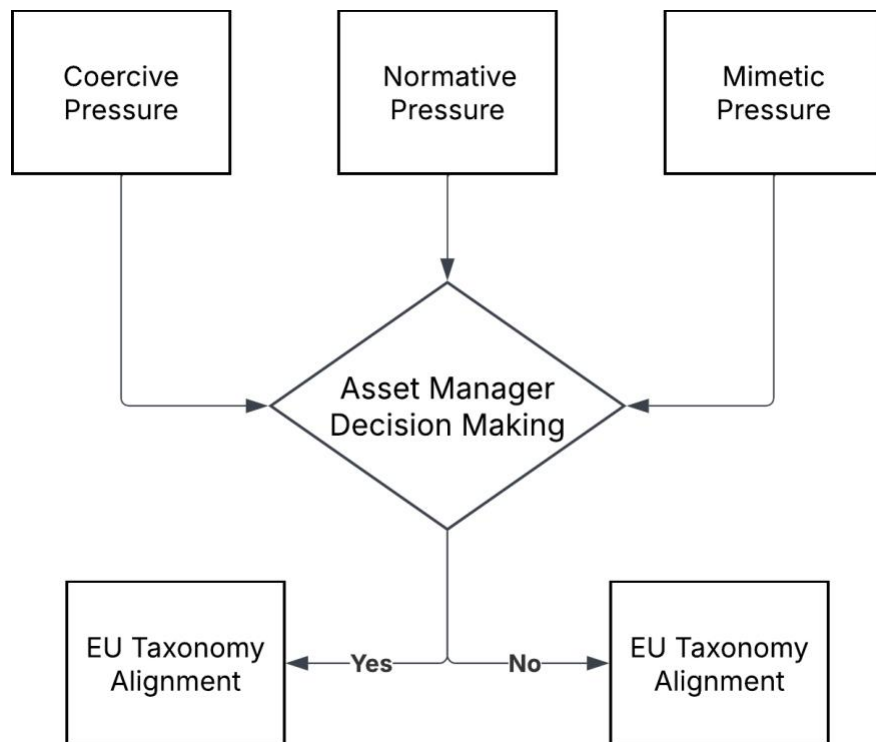 Coercive
Pressure
Normative
Pressure
Mimetic
Pressure
Asset Manager
Decision Making
EU Taxonomy
Alignment
Yes
No
EU Taxonomy
Alignment